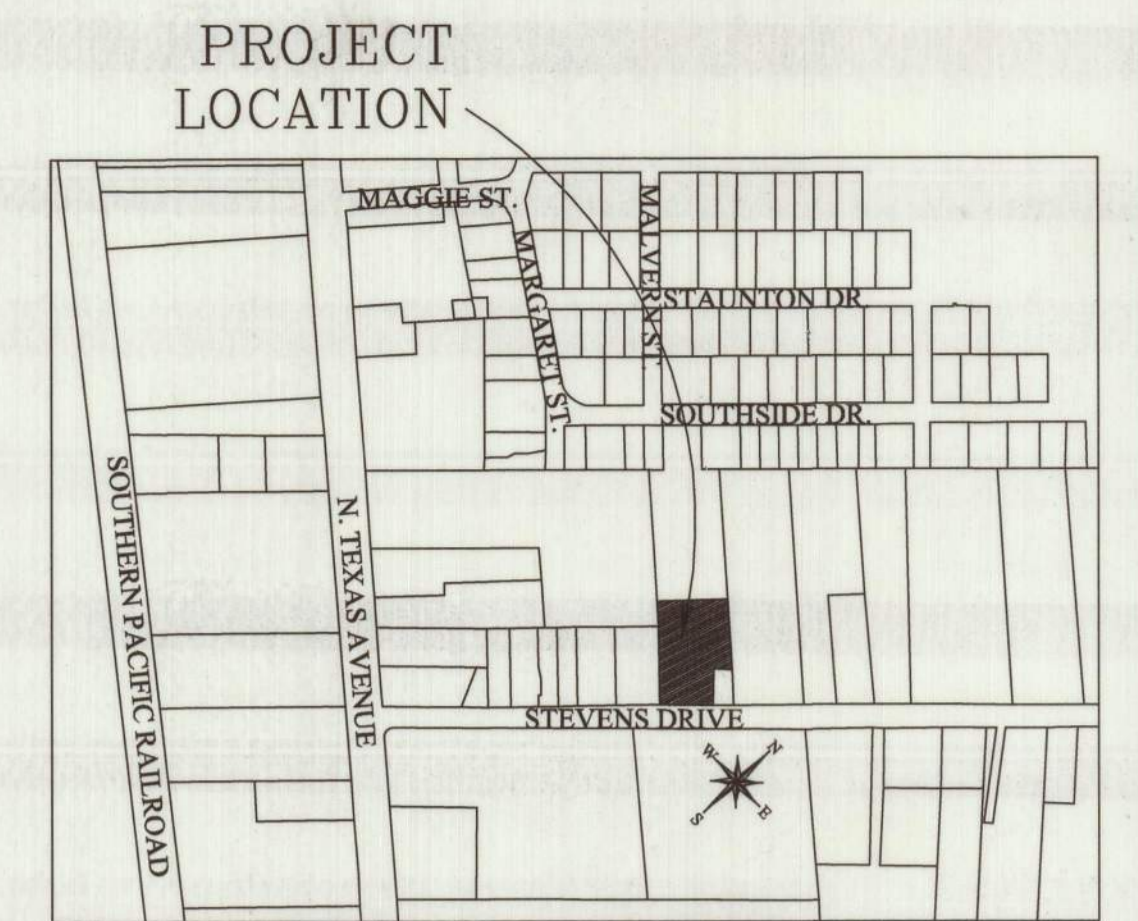 PROJECT
LOCATION
MAGGIE ST.
MALVERN ST.
MARGARET ST.
STAUNTON DR.
SOUTHSIDE DR.
SOUTHERN PACIFIC RAILROAD
N. TEXAS AVENUE
STEVENS DRIVE
W
N
S
E